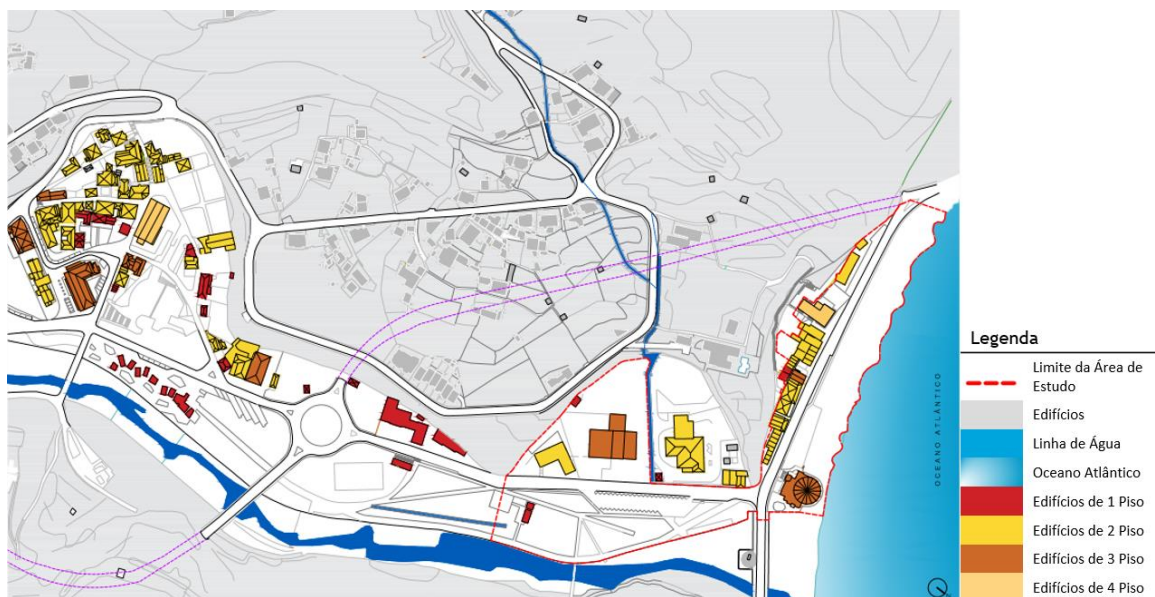 OCEANO ATLÂNTICO
Legenda
Limite da Área de
Estudo
Edifícios
Linha de Água
Oceano Atlântico
Edifícios de 1 Piso
Edifícios de 2 Piso
Edifícios de 3 Piso
Edifícios de 4 Piso